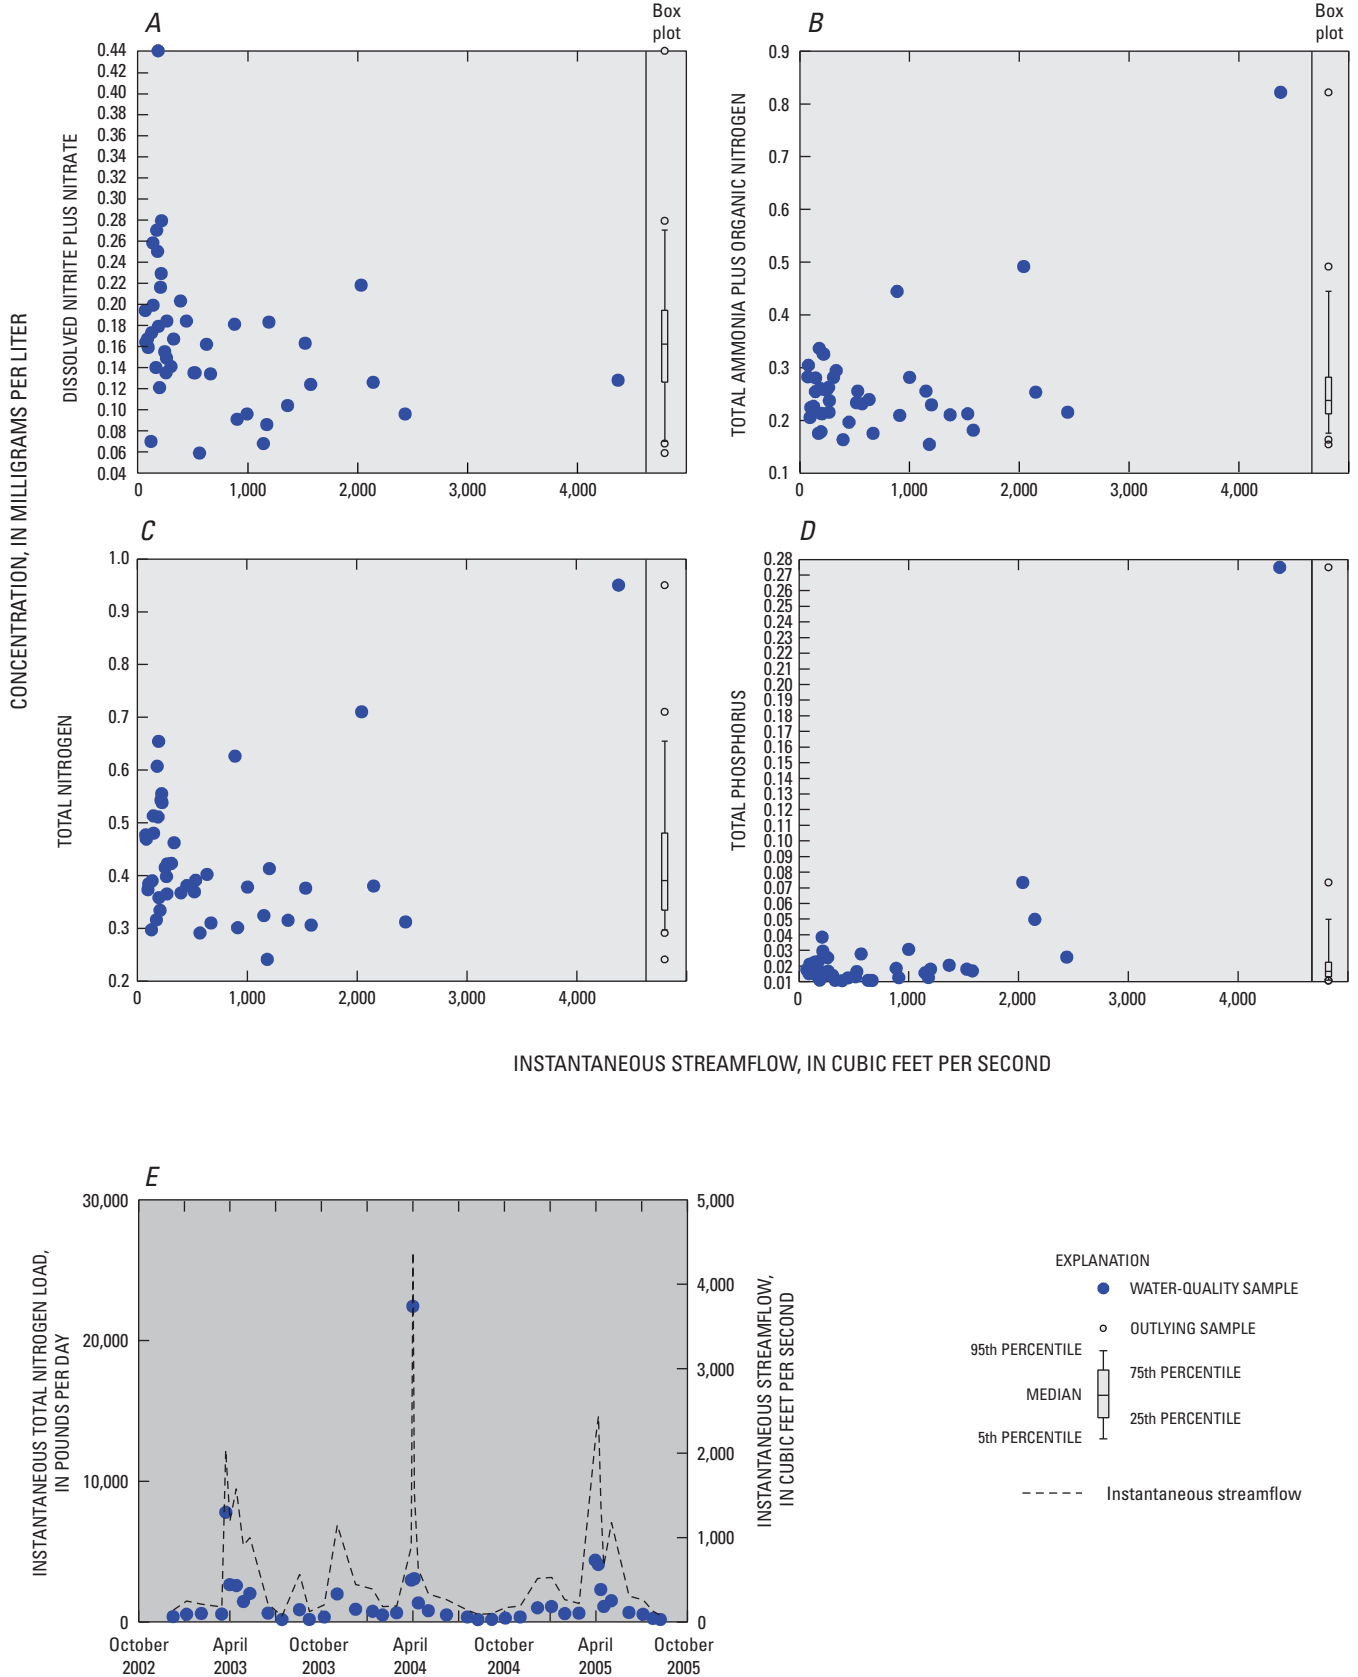 A
Box
plot
B
Box
plot
CONCENTRATION, IN MILLIGRAMS PER LITER
DISSOLVED NITRITE PLUS NITRATE
0.44
0.42
0.40
0.38
0.36
0.34
0.32
0.30
0.28
0.26
0.24
0.22
0.20
0.18
0.16
0.14
0.12
0.10
0.08
0.06
0.04
0 1,000 2,000 3,000 4,000
TOTAL AMMONIA PLUS ORGANIC NITROGEN
0.9
0.8
0.7
0.6
0.5
0.4
0.3
0.2
0.1
0 1,000 2,000 3,000 4,000
C
TOTAL NITROGEN
1.0
0.9
0.8
0.7
0.6
0.5
0.4
0.3
0.2
0 1,000 2,000 3,000 4,000
D
TOTAL PHOSPHORUS
0.28
0.27
0.26
0.25
0.24
0.23
0.22
0.21
0.20
0.19
0.18
0.17
0.16
0.15
0.14
0.13
0.12
0.11
0.10
0.09
0.08
0.07
0.06
0.05
0.04
0.03
0.02
0.01
0 1,000 2,000 3,000 4,000
INSTANTANEOUS STREAMFLOW, IN CUBIC FEET PER SECOND
E
INSTANTANEOUS TOTAL NITROGEN LOAD,
IN POUNDS PER DAY
30,000
20,000
10,000
0
5,000
4,000
3,000
2,000
1,000
0
INSTANTANEOUS STREAMFLOW,
IN CUBIC FEET PER SECOND
October April October April October April October
2002 2003 2003 2004 2004 2005 2005
EXPLANATION
WATER-QUALITY SAMPLE
OUTLYING SAMPLE
95th PERCENTILE
75th PERCENTILE
MEDIAN
25th PERCENTILE
5th PERCENTILE
Instantaneous streamflow